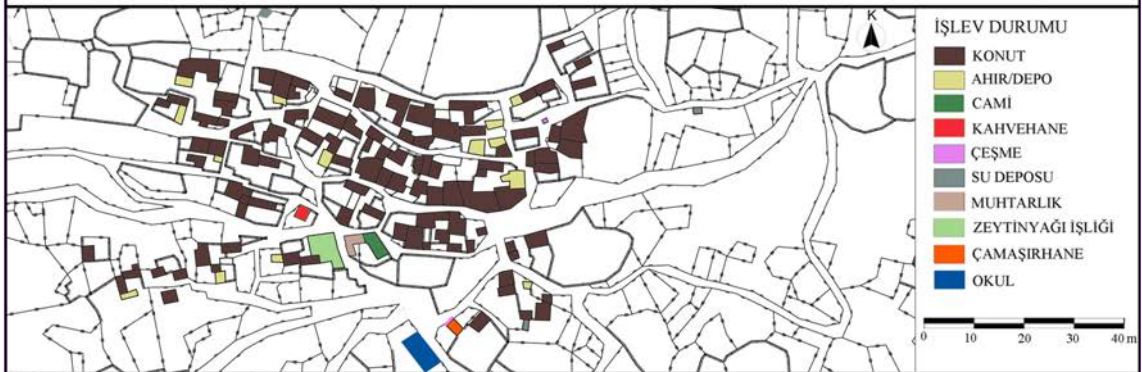 K
İŞLEV DURUMU
KONUT
AHIR/DEPO
CAMİ
KAHVEHANE
ÇEŞME
SU DEPOSU
MUHTARLIK
ZEYTİNYAĞI İŞLİĞİ
ÇAMAŞIRHANE
OKUL
0 10 20 30 40 m